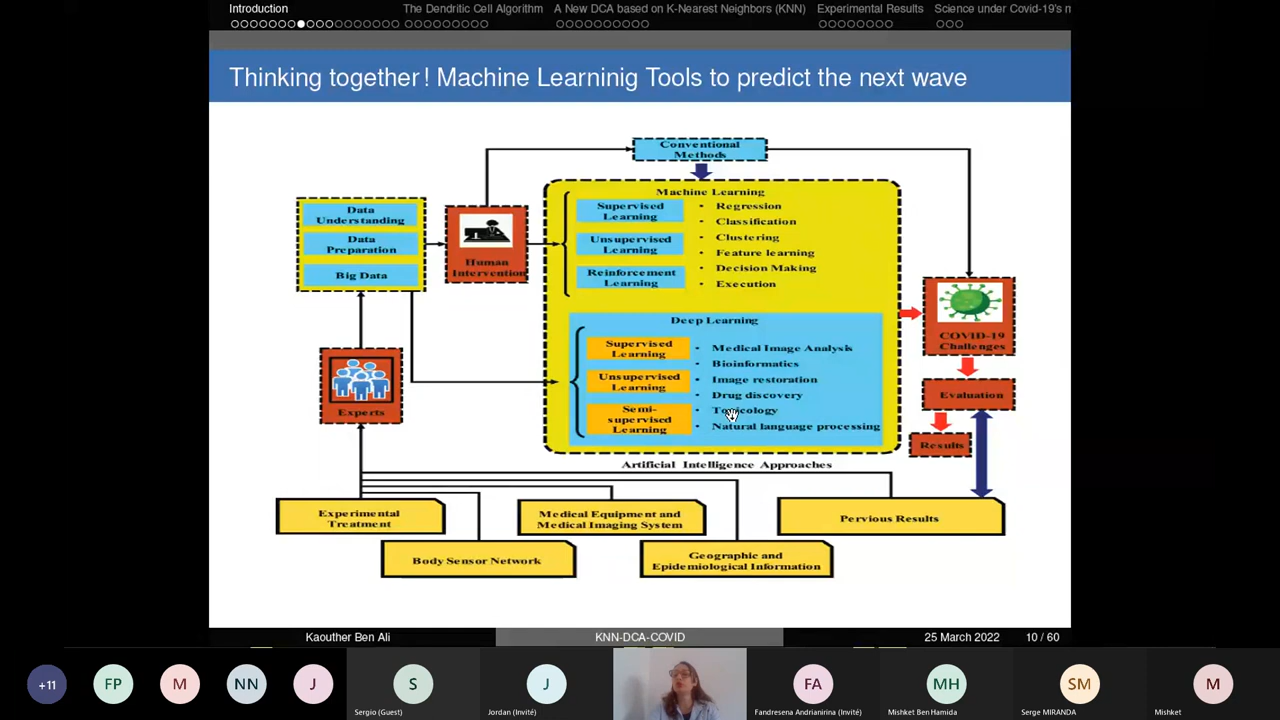 Introduction
The Dendritic Cell Algorithm
A New DCA based on K-Nearest Neighbors (KNN)
Experimental Results
Science under Covid-19's n
Thinking together! Machine Learninig Tools to predict the next wave
Conventional
Methods
Data
Understanding
Data
Preparation
Big Data
Human
Intervention
Machine Learning
Supervised
Learning
Unsupervised
Learning
Reinforcement
Learning
• Regression
• Classification
• Clustering
• Feature learning
• Decision Making
• Execution
Deep Learning
Supervised
Learning
Unsupervised
Learning
Semi-
supervised
Learning
• Medical Image Analysis
• Bioinformatics
• Image restoration
• Drug discovery
• Toxicology
• Natural language processing
COVID-19
Challenges
Evaluation
Results
Experts
Artificial Intelligence Approaches
Experimental
Treatment
Medical Equipment and
Medical Imaging System
Pervious Results
Body Sensor Network
Geographic and
Epidemiological Information
Kaouther Ben Ali
KNN-DCA-COVID
25 March 2022
10 / 60
+11
FP
M
NN
J
S
Sergio (Guest)
J
Jordan (Invité)
FA
Fandresena Andrianirina (Invité)
MH
Mishket Ben Hamida
SM
Serge MIRANDA
M
Mishket